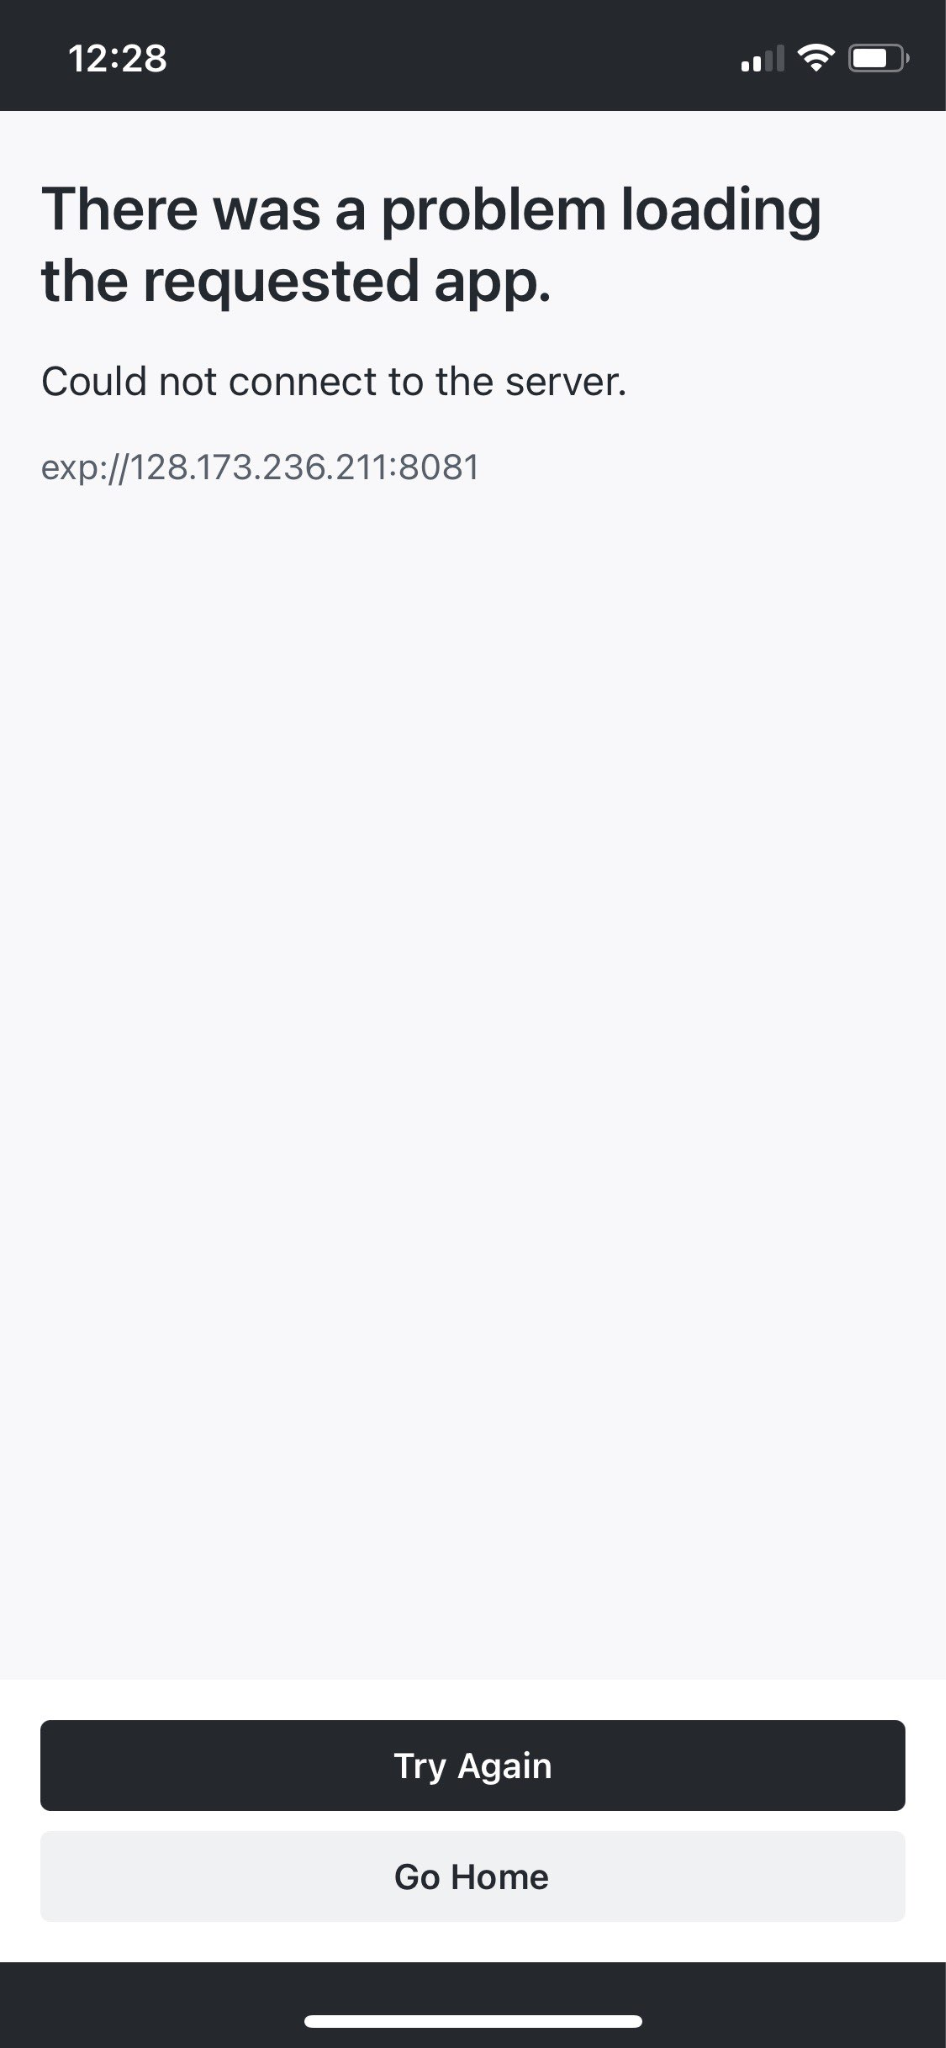 12:28
There was a problem loading
the requested app.
Could not connect to the server.
exp://128.173.236.211:8081
Try Again
Go Home